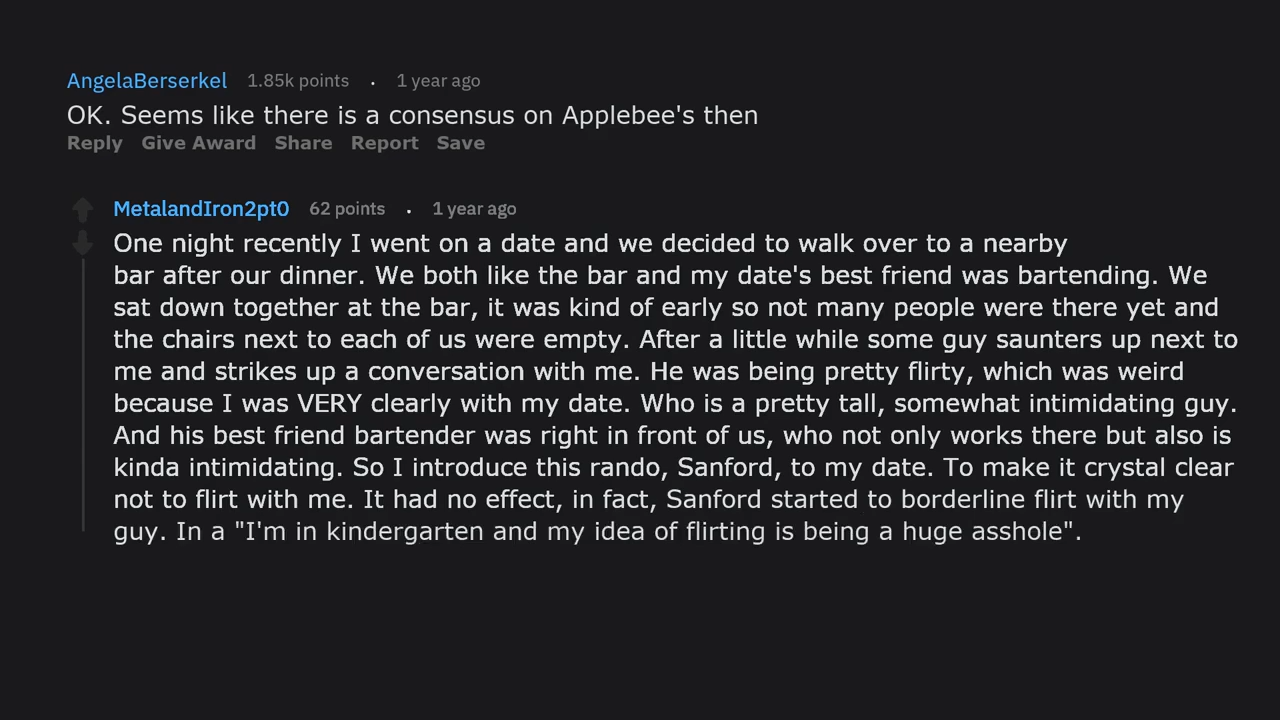 AngelaBerserkel 1.85k points . 1 year ago
OK. Seems like there is a consensus on Applebee's then
Reply Give Award Share Report Save
MetalandIron2pt0 62 points . 1 year ago
One night recently I went on a date and we decided to walk over to a nearby
bar after our dinner. We both like the bar and my date's best friend was bartending. We
sat down together at the bar, it was kind of early so not many people were there yet and
the chairs next to each of us were empty. After a little while some guy saunters up next to
me and strikes up a conversation with me. He was being pretty flirty, which was weird
because I was VERY clearly with my date. Who is a pretty tall, somewhat intimidating guy.
And his best friend bartender was right in front of us, who not only works there but also is
kinda intimidating. So I introduce this rando, Sanford, to my date. To make it crystal clear
not to flirt with me. It had no effect, in fact, Sanford started to borderline flirt with my
guy. In a "I'm in kindergarten and my idea of flirting is being a huge asshole".